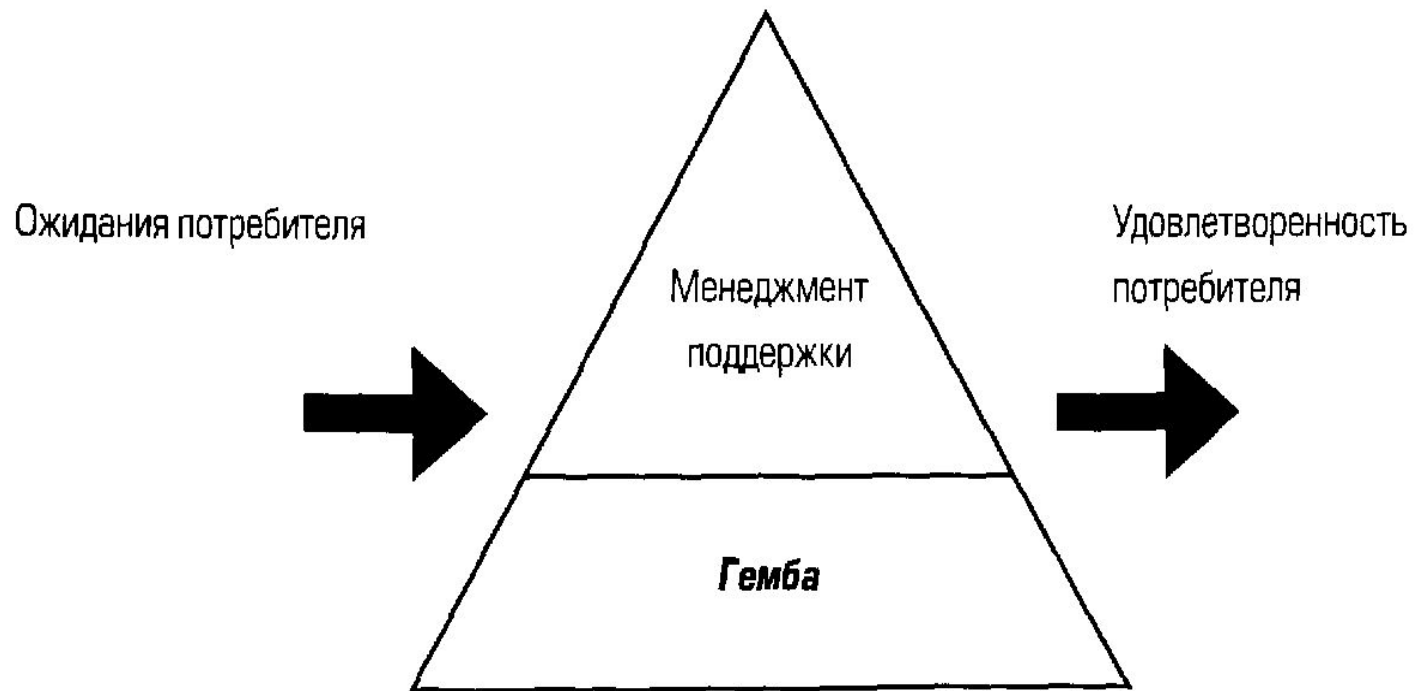 Ожидания потребителя
Удовлетворенность
потребителя
Менеджмент
поддержки
Гемба